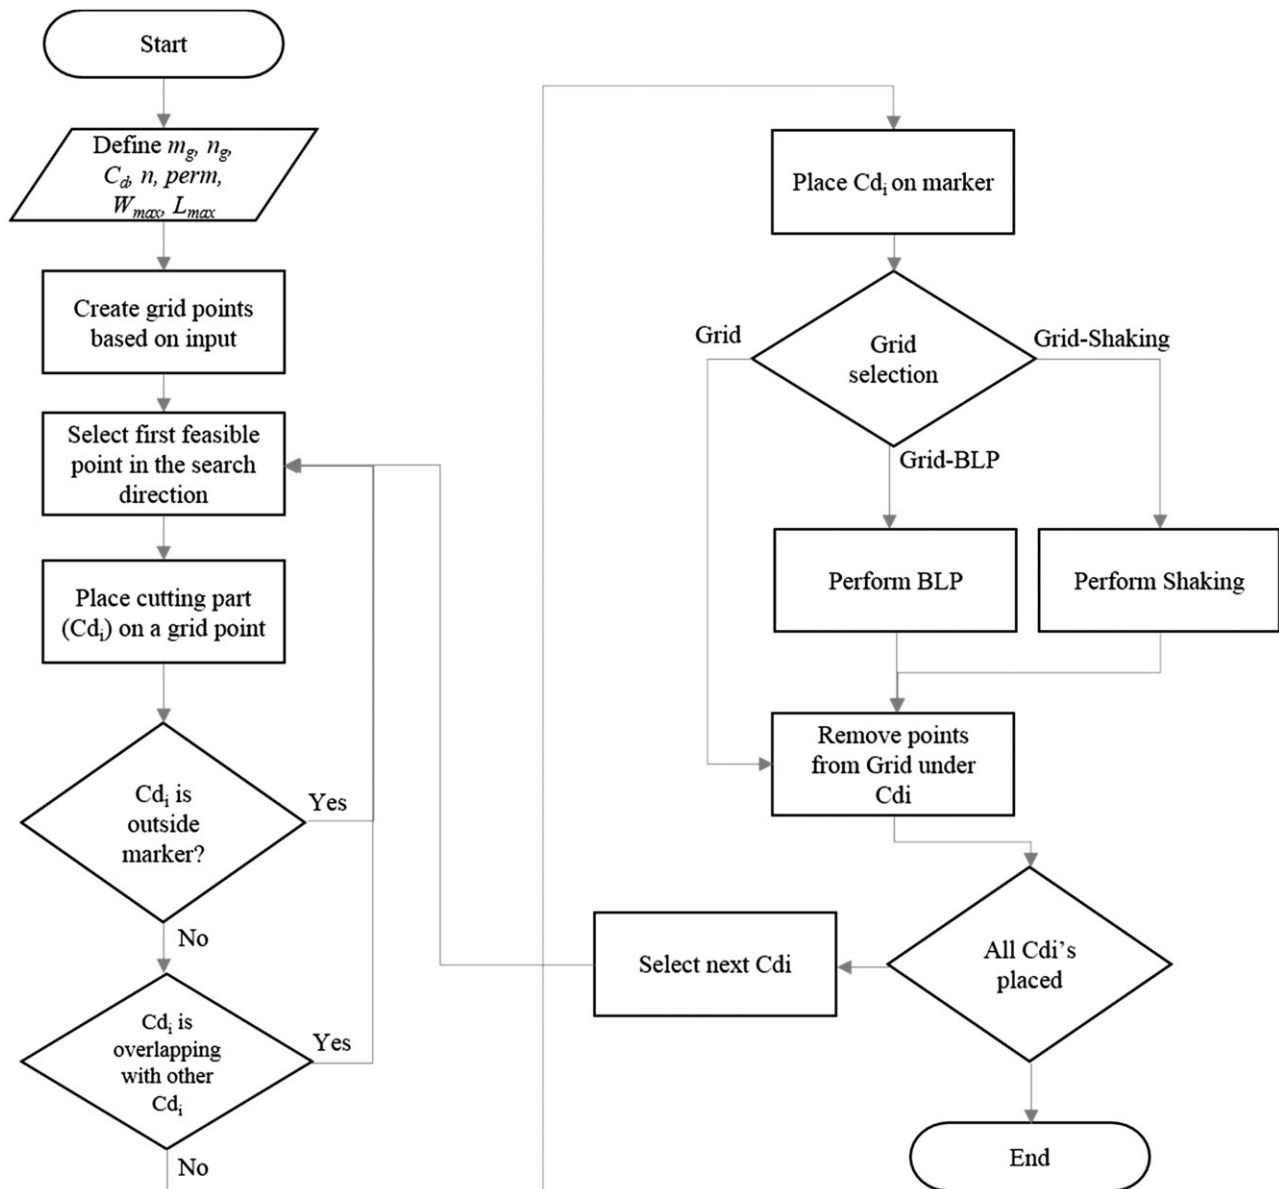 Start
Define m_g, n_g,
C_d, n, perm,
W_max, L_max
Create grid points
based on input
Select first feasible
point in the search
direction
Place cutting part
(Cd_i) on a grid point
Cd_i is
outside
marker?
Yes
No
Cd_i is
overlapping
with other
Cd_i
Yes
No
Place Cd_i on marker
Grid
selection
Grid
Grid-Shaking
Grid-BLP
Perform BLP
Perform Shaking
Remove points
from Grid under
Cdi
All Cdi's
placed
Select next Cdi
End